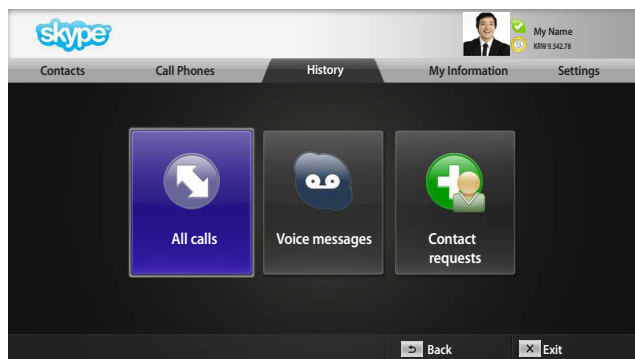 skype
My Name
KRW 9.542.78
Contacts
Call Phones
History
My Information
Settings
All calls
Voice messages
Contact
requests
Back
Exit